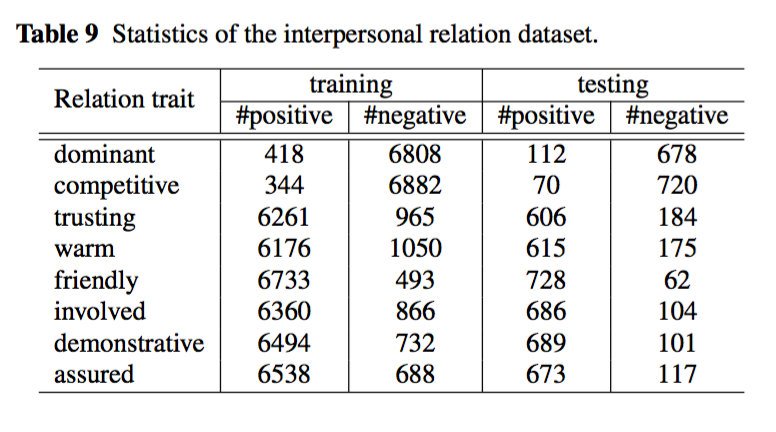 Table 9 Statistics of the interpersonal relation dataset.
Relation trait training testing
#positive #negative #positive #negative
dominant 418 6808 112 678
competitive 344 6882 70 720
trusting 6261 965 606 184
warm 6176 1050 615 175
friendly 6733 493 728 62
involved 6360 866 686 104
demonstrative 6494 732 689 101
assured 6538 688 673 117